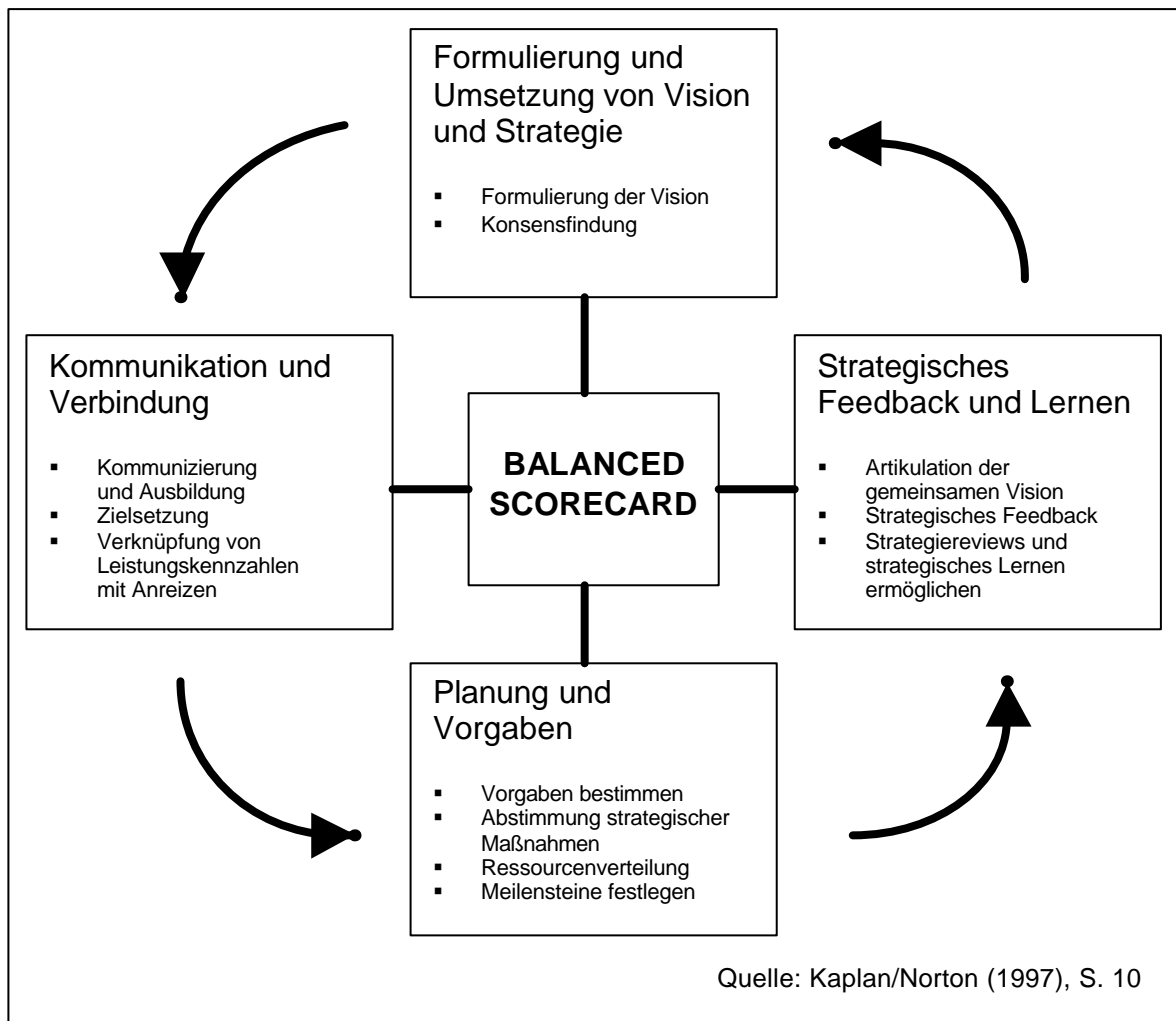 Formulierung und
Umsetzung von Vision
und Strategie
▪ Formulierung der Vision
▪ Konsensfindung
Kommunikation und
Verbindung
▪ Kommunizierung
und Ausbildung
▪ Zielsetzung
▪ Verknüpfung von
Leistungskennzahlen
mit Anreizen
BALANCED
SCORECARD
Strategisches
Feedback und Lernen
▪ Artikulation der
gemeinsamen Vision
▪ Strategisches Feedback
▪ Strategiereviews und
strategisches Lernen
ermöglichen
Planung und
Vorgaben
▪ Vorgaben bestimmen
▪ Abstimmung strategischer
Maßnahmen
▪ Ressourcenverteilung
▪ Meilensteine festlegen
Quelle: Kaplan/Norton (1997), S. 10